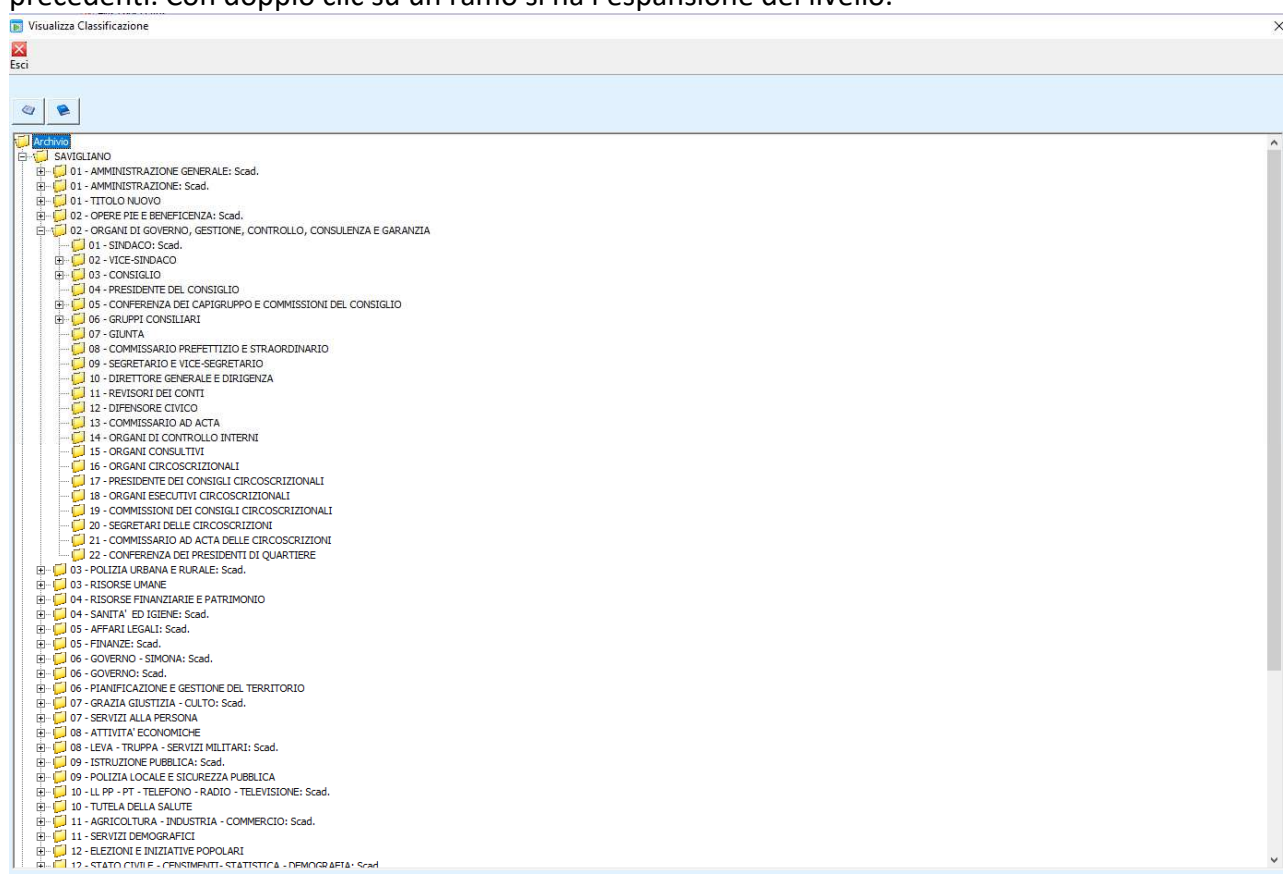 precedenti. Con doppio clic su un ramo si ha l'espansione del livello.
Visualizza Classificazione
Esci
Archivio
SAVIGLIANO
01 - AMMINISTRAZIONE GENERALE: Scad.
01 - AMMINISTRAZIONE: Scad.
01 - TITOLO NUOVO
02 - OPERE PIE E BENEFICENZA: Scad.
02 - ORGANI DI GOVERNO, GESTIONE, CONTROLLO, CONSULENZA E GARANZIA
01 - SINDACO: Scad.
02 - VICE-SINDACO
03 - CONSIGLIO
04 - PRESIDENTE DEL CONSIGLIO
05 - CONFERENZA DEI CAPIGRUPPO E COMMISSIONI DEL CONSIGLIO
06 - GRUPPI CONSILIARI
07 - GIUNTA
08 - COMMISSARIO PREFETTIZIO E STRAORDINARIO
09 - SEGRETARIO E VICE-SEGRETARIO
10 - DIRETTORE GENERALE E DIRIGENZA
11 - REVISORI DEI CONTI
12 - DIFENSORE CIVICO
13 - COMMISSARIO AD ACTA
14 - ORGANI DI CONTROLLO INTERNI
15 - ORGANI CONSULTIVI
16 - ORGANI CIRCOSCRIZIONALI
17 - PRESIDENTE DEI CONSIGLI CIRCOSCRIZIONALI
18 - ORGANI ESECUTIVI CIRCOSCRIZIONALI
19 - COMMISSIONI DEI CONSIGLI CIRCOSCRIZIONALI
20 - SEGRETARI DELLE CIRCOSCRIZIONI
21 - COMMISSARIO AD ACTA DELLE CIRCOSCRIZIONI
22 - CONFERENZA DEI PRESIDENTI DI QUARTIERE
03 - POLIZIA URBANA E RURALE: Scad.
03 - RISORSE UMANE
04 - RISORSE FINANZIARIE E PATRIMONIO
04 - SANITA' ED IGIENE: Scad.
05 - AFFARI LEGALI: Scad.
05 - FINANZE: Scad.
06 - GOVERNO - SIMONA: Scad.
06 - GOVERNO: Scad.
06 - PIANIFICAZIONE E GESTIONE DEL TERRITORIO
07 - GRAZIA GIUSTIZIA - CULTO: Scad.
07 - SERVIZI ALLA PERSONA
08 - ATTIVITA' ECONOMICHE
08 - LEVA - TRUPPA - SERVIZI MILITARI: Scad.
09 - ISTRUZIONE PUBBLICA: Scad.
09 - POLIZIA LOCALE E SICUREZZA PUBBLICA
10 - LL PP - PT - TELEFONO - RADIO - TELEVISIONE: Scad.
10 - TUTELA DELLA SALUTE
11 - AGRICOLTURA - INDUSTRIA - COMMERCIO: Scad.
11 - SERVIZI DEMOGRAFICI
12 - ELEZIONI E INIZIATIVE POPOLARI
12 - STATO CIVILE - CENSIMENTI- STATISTICA - DEMOGRAFIA: Scad.